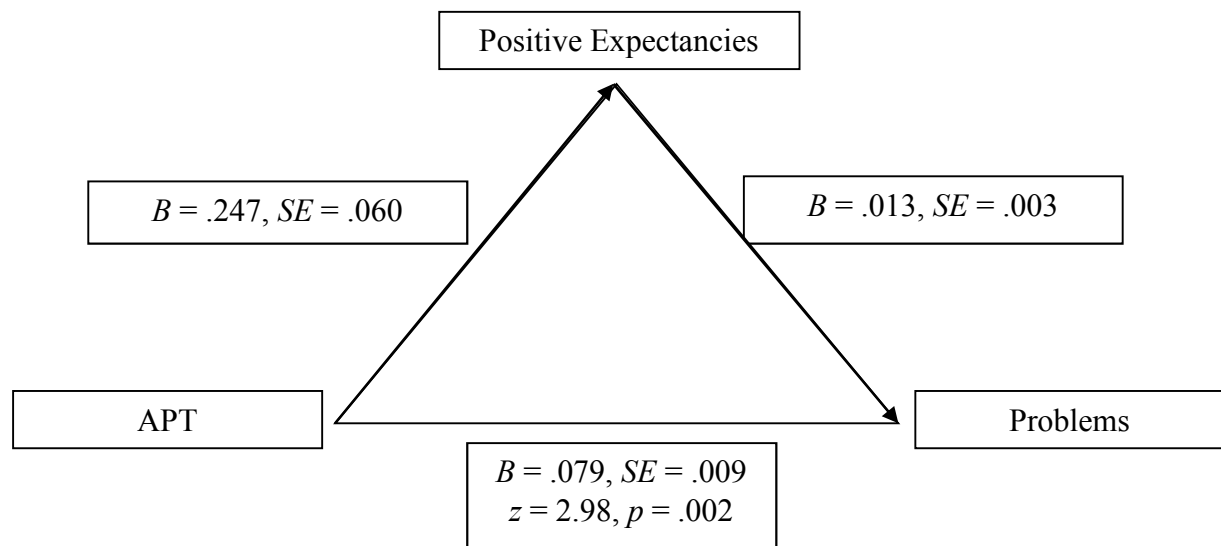 Positive Expectancies
B = .247, SE = .060
B = .013, SE = .003
APT
Problems
B = .079, SE = .009
z = 2.98, p = .002